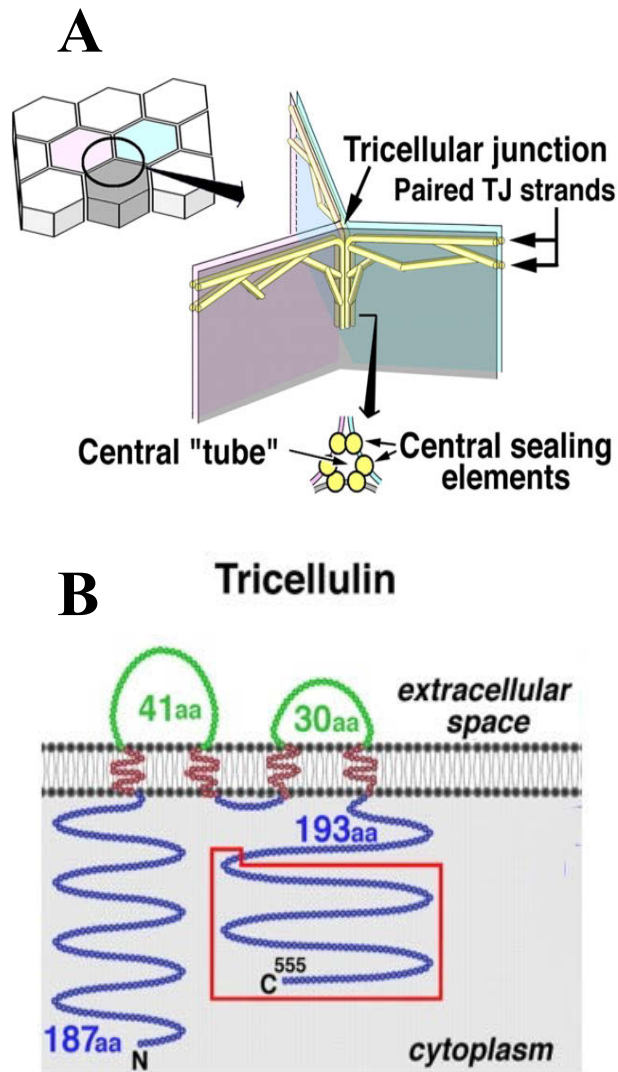 A
Tricellular junction
Paired TJ strands
Central "tube"
Central sealing
elements
B
Tricellulin
41aa
30aa
extracellular
space
193aa
C555
187aa
N
cytoplasm